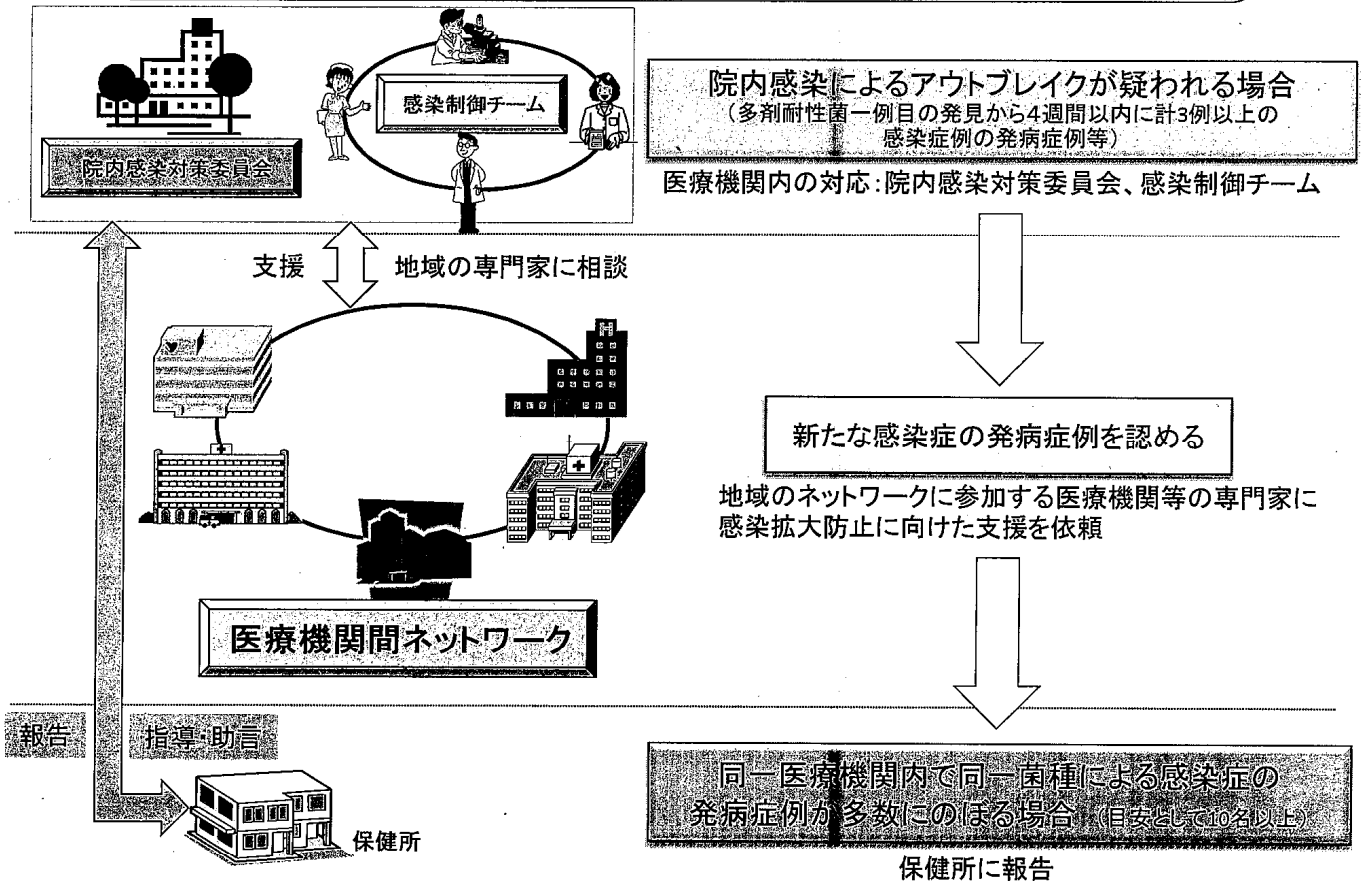 感染制御チーム
院内感染対策委員会
院内感染によるアウトブレイクが疑われる場合
(多剤耐性菌一例目の発見から4週間以内に計3例以上の
感染症例の発病症例等)
医療機関内の対応:院内感染対策委員会、感染制御チーム
支援
地域の専門家に相談
H
新たな感染症の発病症例を認める
地域のネットワークに参加する医療機関等の専門家に
感染拡大防止に向けた支援を依頼
医療機関間ネットワーク
報告
指導・助言
保健所
同一医療機関内で同一菌種による感染症の
発病症例が多数にのぼる場合 (目安として10名以上)
保健所に報告